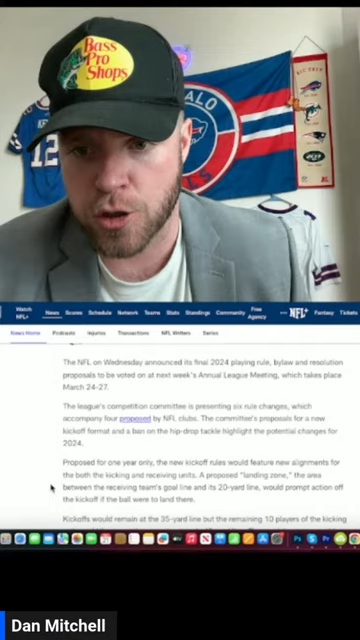 Bass
Pro
Shops
BUFFALO
BILLS
AFC EAST
12
Watch NFL+ News Scores Schedule Network Teams Stats Standings Community Free Agency ••• NFL+ Fantasy Tickets
News Home Podcasts Injuries Transactions NFL Writers Series
The NFL on Wednesday announced its final 2024 playing rule, bylaw and resolution
proposals to be voted on at next week's Annual League Meeting, which takes place
March 24-27.
The league's competition committee is presenting six rule changes, which
accompany four proposed by NFL clubs. The committee's proposals for a new
kickoff format and a ban on the hip-drop tackle highlight the potential changes for
2024.
Proposed for one year only, the new kickoff rules would feature new alignments for
the both the kicking and receiving units. A proposed "landing zone," the area
between the receiving team's goal line and its 20-yard line, would prompt action off
the kickoff if the ball were to land there.
Kickoffs would remain at the 35-yard line but the remaining 10 players of the kicking
Dan Mitchell